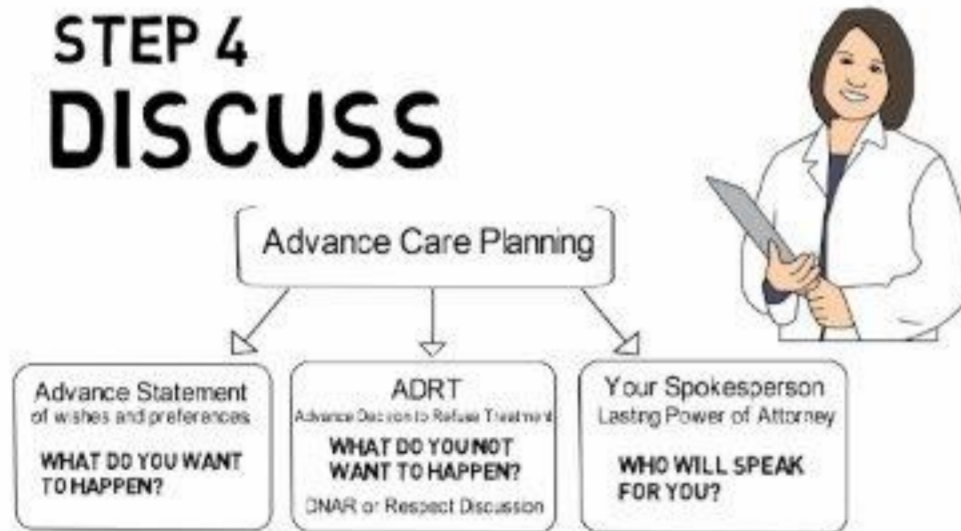 STEP 4
DISCUSS
Advance Care Planning
Advance Statement
of wishes and preferences
WHAT DO YOU WANT
TO HAPPEN?
ADRT
Advance Decision to Refuse Treatment
WHAT DO YOU NOT
WANT TO HAPPEN?
DNAR or Respect Discussion
Your Spokesperson
Lasting Power of Attorney
WHO WILL SPEAK
FOR YOU?